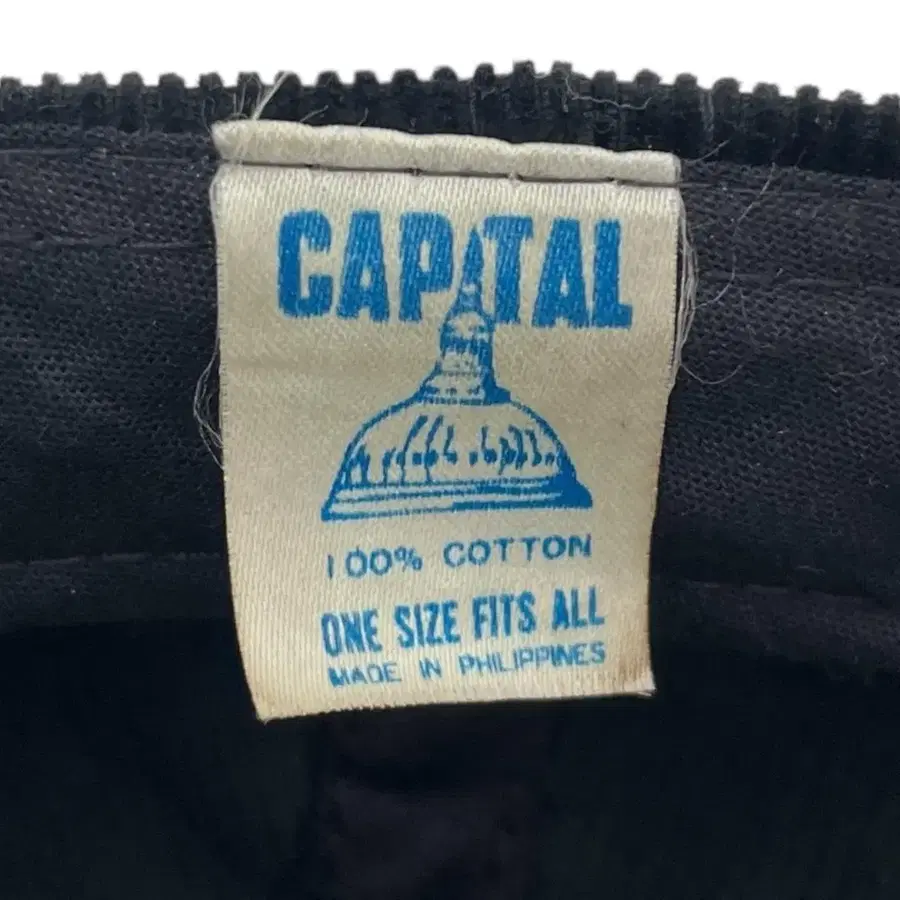 CAPITAL
100% COTTON
ONE SIZE FITS ALL
MADE IN PHILIPPINES